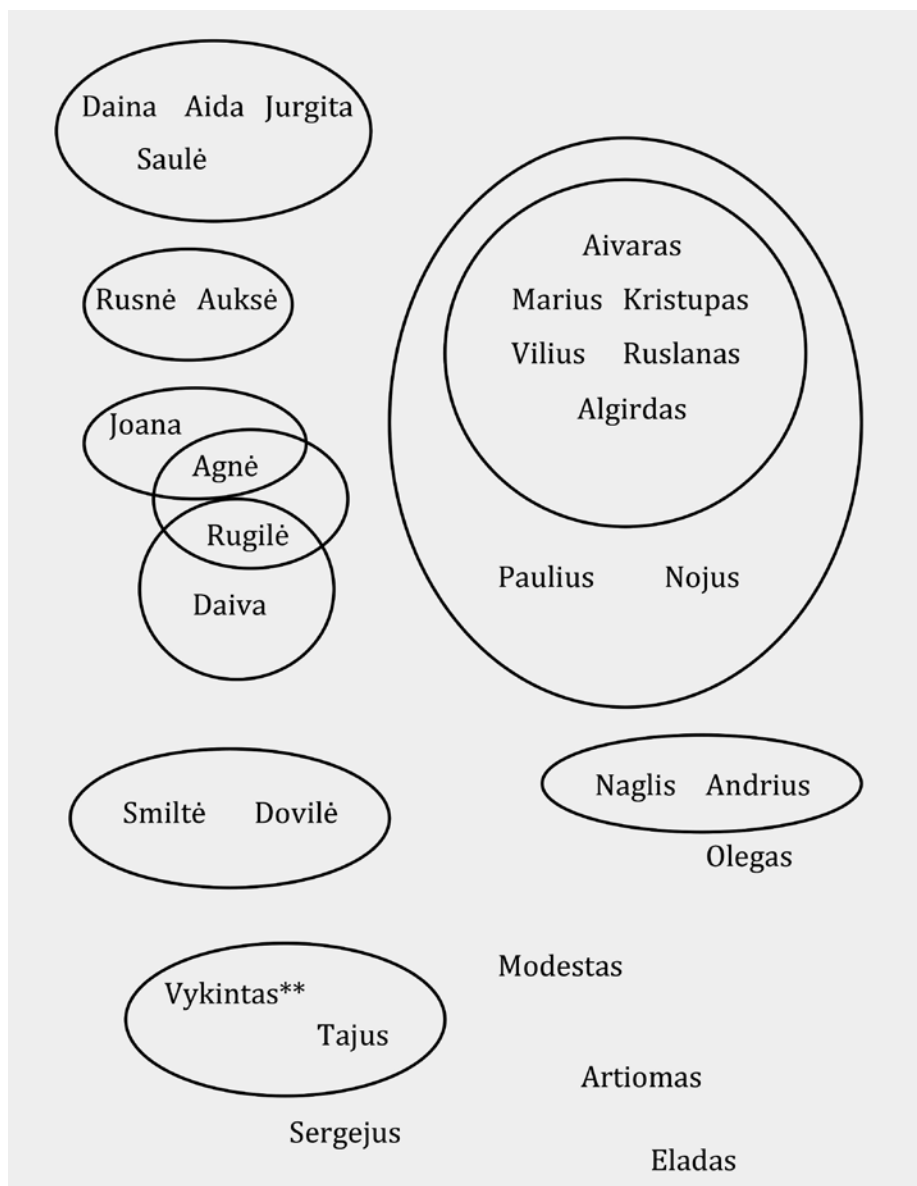 Daina Aida Jurgita
Saulė
Rusnė Auksė
Joana
Agnė
Rugilė
Daiva
Smiltė Dovilė
Vykintas**
Tajus
Sergejus
Aivaras
Marius Kristupas
Vilius Ruslanas
Algirdas
Paulius Nojus
Naglis Andrius
Olegas
Modestas
Artiomas
Eladas